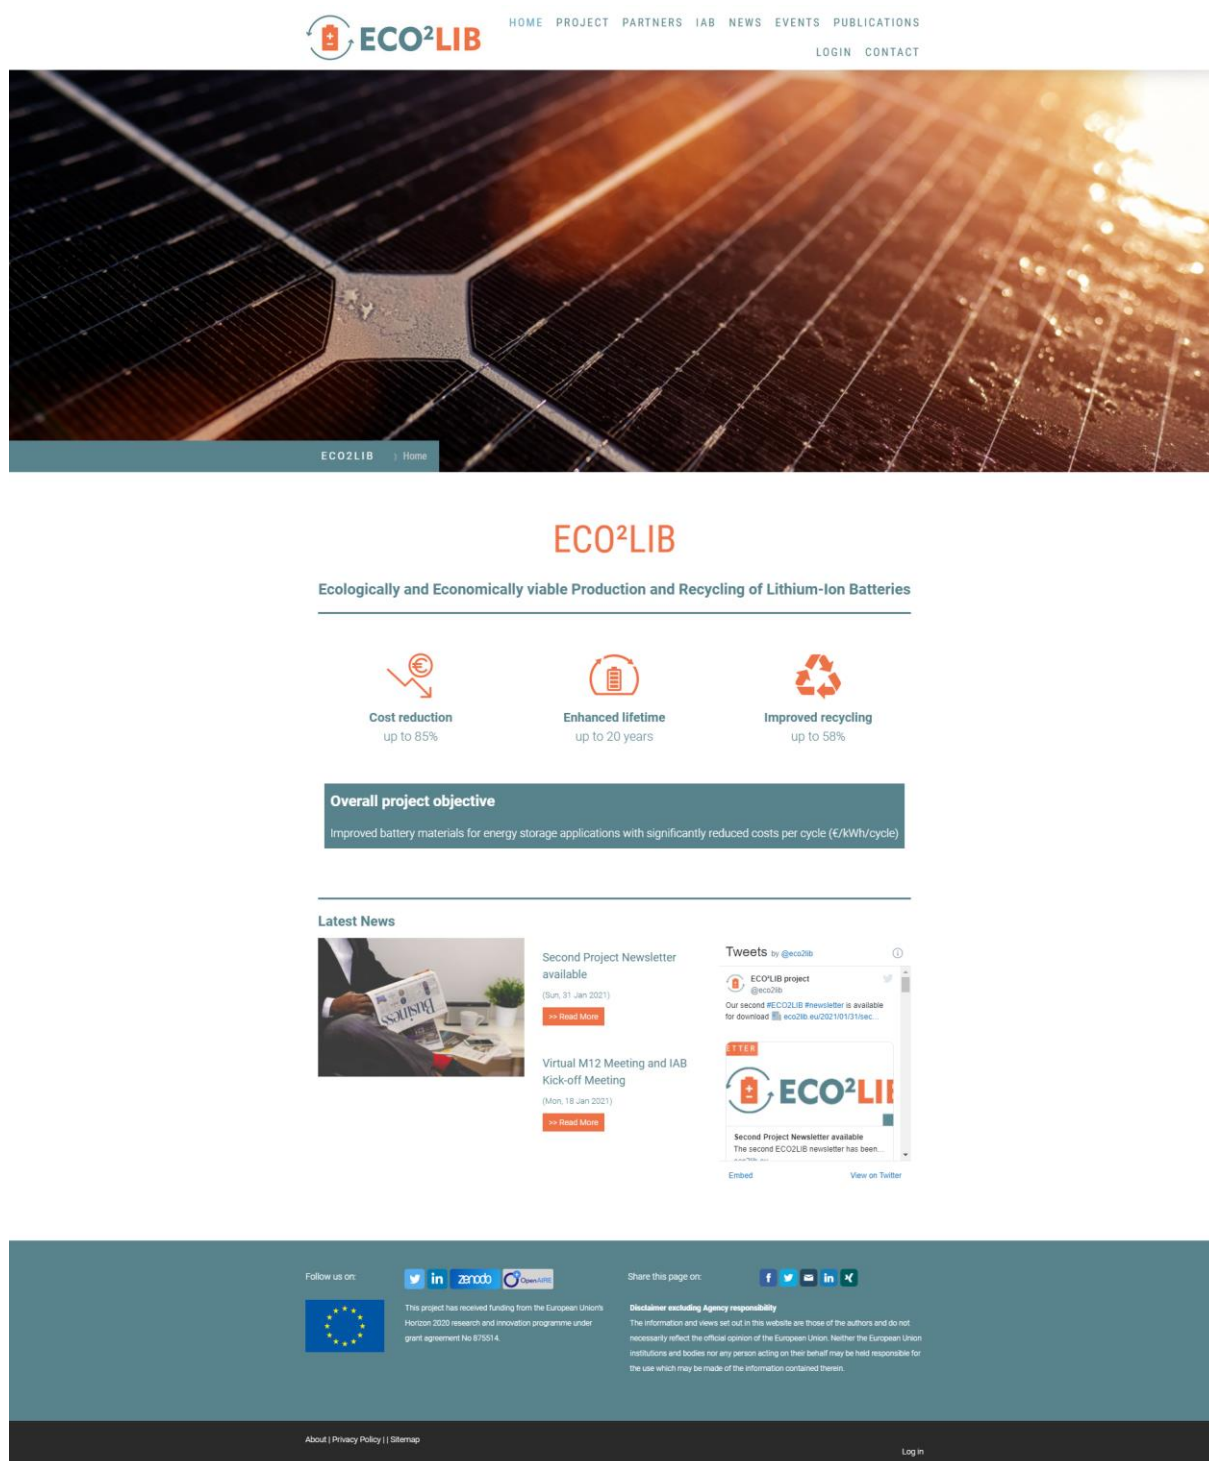 ECO²LIB
HOME PROJECT PARTNERS IAB NEWS EVENTS PUBLICATIONS
LOGIN CONTACT
ECO2LIB Home
ECO²LIB
Ecologically and Economically viable Production and Recycling of Lithium-Ion Batteries
Cost reduction
up to 85%
Enhanced lifetime
up to 20 years
Improved recycling
up to 58%
Overall project objective
Improved battery materials for energy storage applications with significantly reduced costs per cycle (€/kWh/cycle)
Latest News
Business
Second Project Newsletter
available
(Sun, 31 Jan 2021)
>> Read More
Virtual M12 Meeting and IAB
Kick-off Meeting
(Mon, 18 Jan 2021)
>> Read More
Tweets by @eco2lib
ECO²LIB project
@eco2lib
Our second #ECO2LIB #newsletter is available
for download eco2lib.eu/2021/01/31/sec...
ETTER
ECO²LI
Second Project Newsletter available
The second ECO2LIB newsletter has been...
Embed
View on Twitter
Follow us on:
in zenodo OpenAIRE
This project has received funding from the European Union's
Horizon 2020 research and innovation programme under
grant agreement No 875514.
Share this page on:
f in
Disclaimer excluding Agency responsibility
The information and views set out in this website are those of the authors and do not
necessarily reflect the official opinion of the European Union. Neither the European Union
institutions and bodies nor any person acting on their behalf may be held responsible for
the use which may be made of the information contained therein.
About | Privacy Policy | | Sitemap
Log in